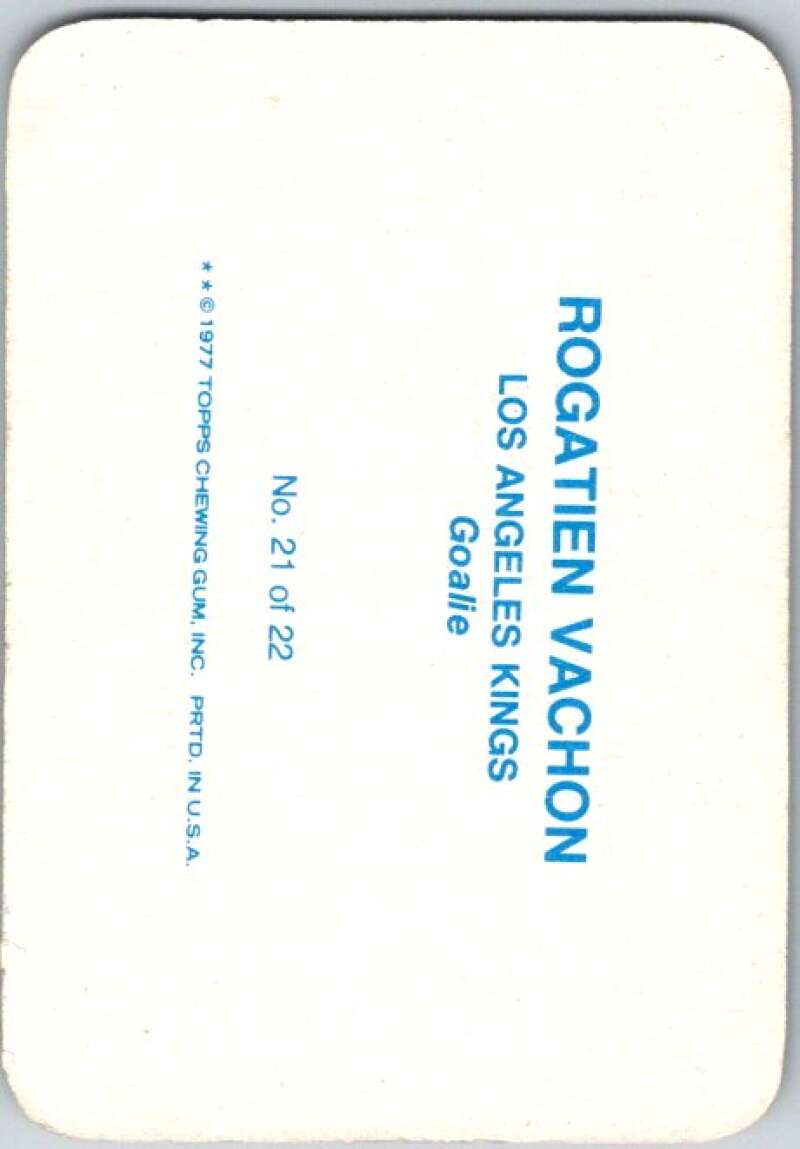 ROGATIEN VACHON
LOS ANGELES KINGS
Goalie
No. 21 of 22
* * © 1977 TOPPS CHEWING GUM, INC. PRTD. IN U.S.A.